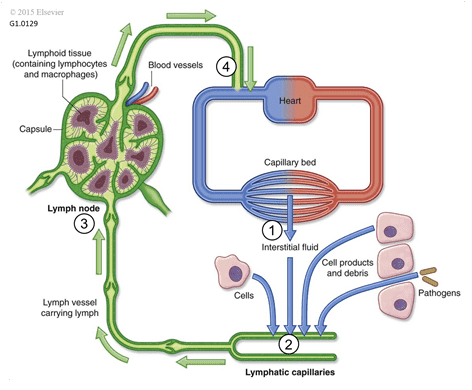 © 2015 Elsevier
G1.0129
Lymphoid tissue
(containing lymphocytes
and macrophages)
Blood vessels
4
Heart
Capsule
Capillary bed
Lymph node
3
1
Interstitial fluid
Cell products
and debris
Cells
Pathogens
Lymph vessel
carrying lymph
2
Lymphatic capillaries